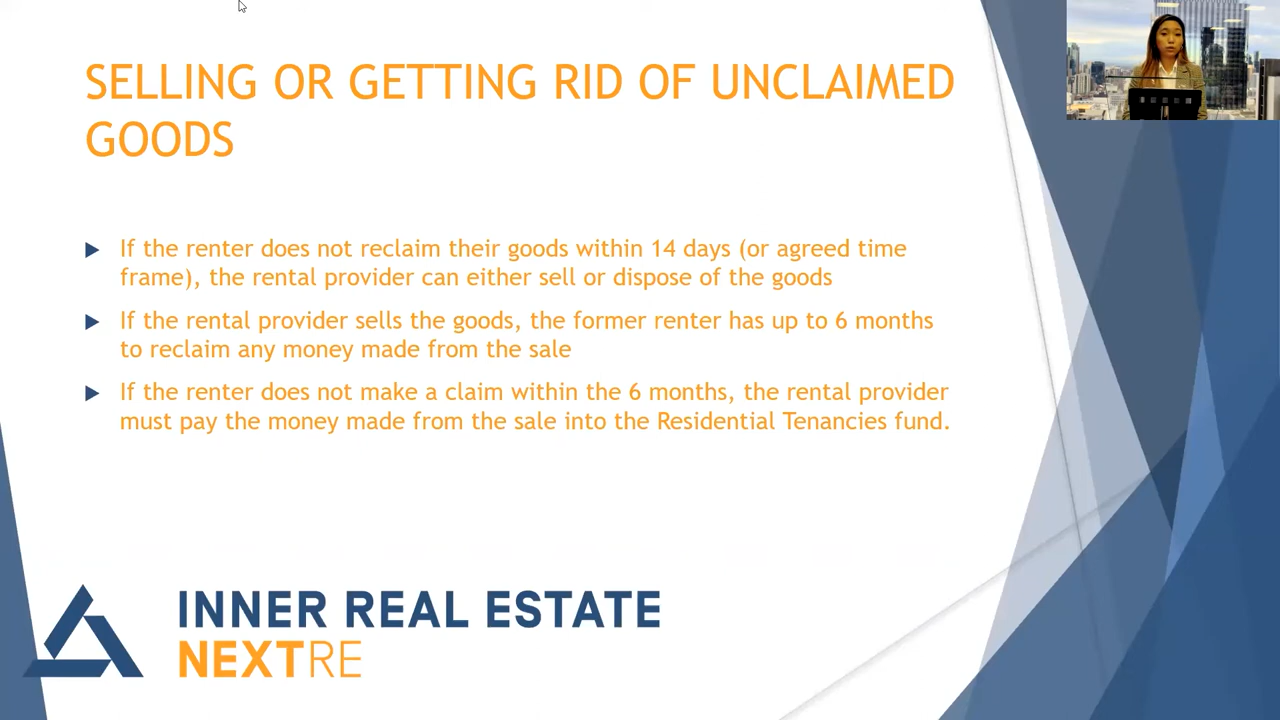 SELLING OR GETTING RID OF UNCLAIMED
GOODS
If the renter does not reclaim their goods within 14 days (or agreed time
frame), the rental provider can either sell or dispose of the goods
If the rental provider sells the goods, the former renter has up to 6 months
to reclaim any money made from the sale
If the renter does not make a claim within the 6 months, the rental provider
must pay the money made from the sale into the Residential Tenancies fund.
INNER REAL ESTATE
NEXTRE